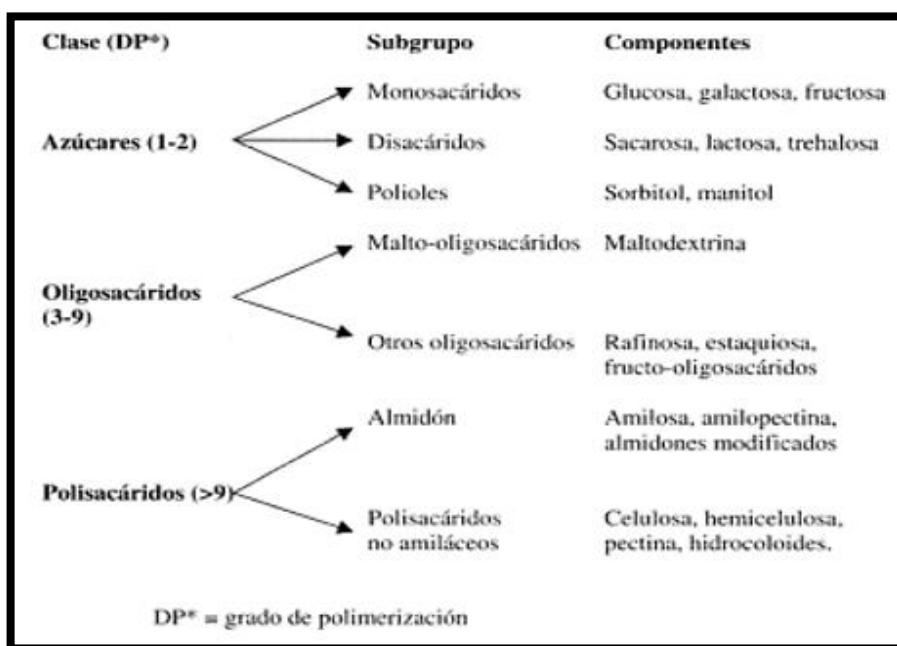 Clase (DP*) Subgrupo Componentes
Monosacáridos Glucosa, galactosa, fructosa
Azúcares (1-2) Disacáridos Sacarosa, lactosa, trehalosa
Polioles Sorbitol, manitol
Malto-oligosacáridos Maltodextrina
Oligosacáridos
(3-9)
Otros oligosacáridos Rafinosa, estaquiosa,
fructo-oligosacáridos
Almidón Amilosa, amilopectina,
almidones modificados
Polisacáridos (>9)
Polisacáridos Celulosa, hemicelulosa,
no amiláceos pectina, hidrocoloides.
DP* = grado de polimerización